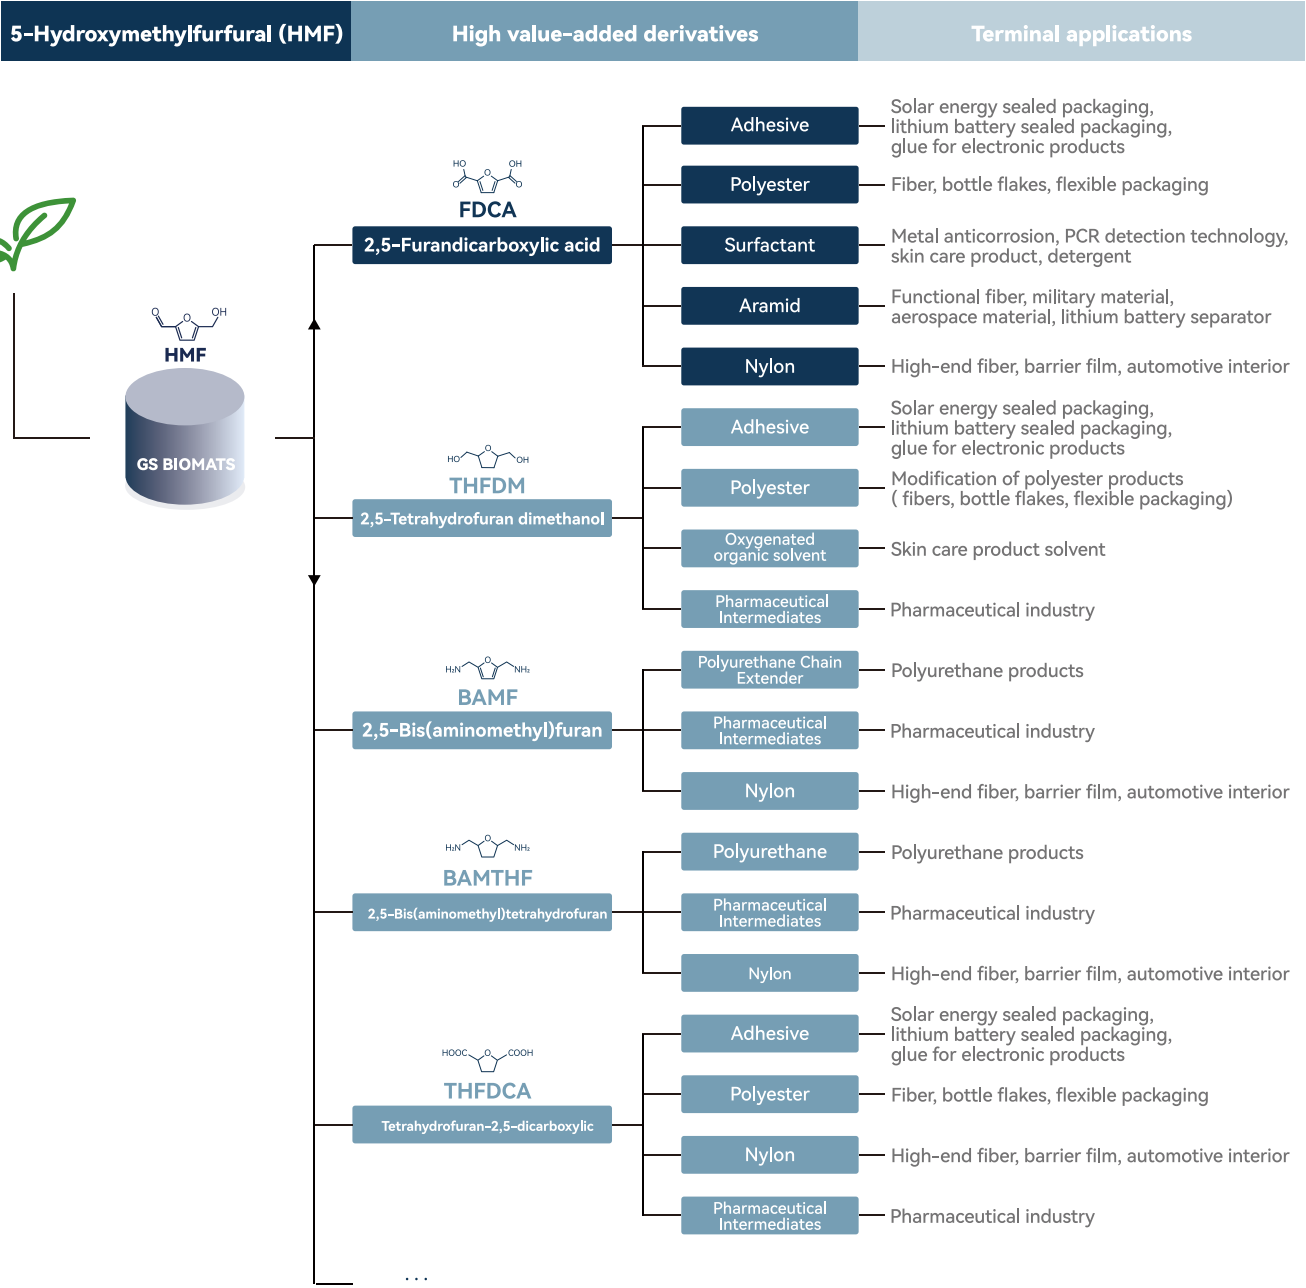 5-Hydroxymethylfurfural (HMF)
High value-added derivatives
Terminal applications
HO
O
O
OH
O
FDCA
2,5-Furandicarboxylic acid
Adhesive
Solar energy sealed packaging,
lithium battery sealed packaging,
glue for electronic products
Polyester
Fiber, bottle flakes, flexible packaging
Surfactant
Metal anticorrosion, PCR detection technology,
skin care product, detergent
Aramid
Functional fiber, military material,
aerospace material, lithium battery separator
Nylon
High-end fiber, barrier film, automotive interior
O
O
OH
HMF
GS BIOMATS
HO
O
OH
THFDM
2,5-Tetrahydrofuran dimethanol
Adhesive
Solar energy sealed packaging,
lithium battery sealed packaging,
glue for electronic products
Polyester
Modification of polyester products
( fibers, bottle flakes, flexible packaging)
Oxygenated
organic solvent
Skin care product solvent
Pharmaceutical
Intermediates
Pharmaceutical industry
H₂N
O
NH₂
BAMF
2,5-Bis(aminomethyl)furan
Polyurethane Chain
Extender
Polyurethane products
Pharmaceutical
Intermediates
Pharmaceutical industry
Nylon
High-end fiber, barrier film, automotive interior
H₂N
O
NH₂
BAMTHF
2,5-Bis(aminomethyl)tetrahydrofuran
Polyurethane
Polyurethane products
Pharmaceutical
Intermediates
Pharmaceutical industry
Nylon
High-end fiber, barrier film, automotive interior
HOOC
O
COOH
THFDCA
Tetrahydrofuran-2,5-dicarboxylic
Adhesive
Solar energy sealed packaging,
lithium battery sealed packaging,
glue for electronic products
Polyester
Fiber, bottle flakes, flexible packaging
Nylon
High-end fiber, barrier film, automotive interior
Pharmaceutical
Intermediates
Pharmaceutical industry
...